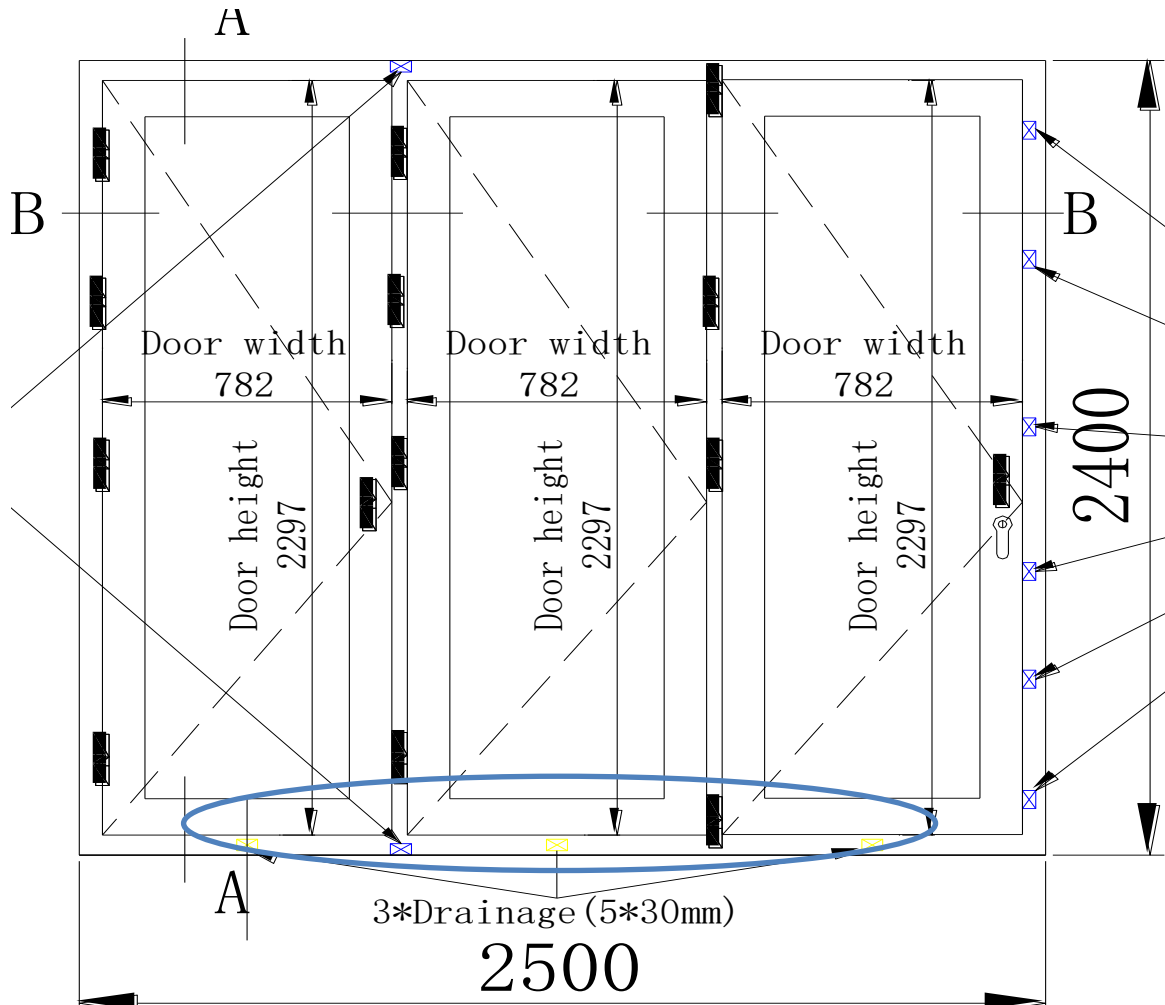 A
B
B
Door width
782
Door width
782
Door width
782
Door height
2297
Door height
2297
Door height
2297
2400
A
3*Drainage(5*30mm)
2500